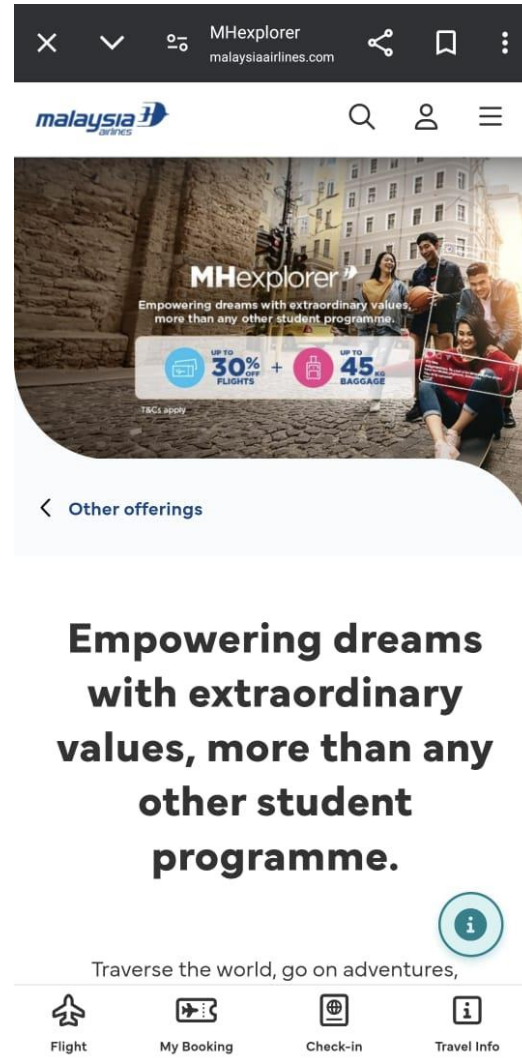 MHexplorer
malaysiaairlines.com
malaysia
airlines
MHexplorer
Empowering dreams with extraordinary values,
more than any other student programme.
UP TO
30% OFF
FLIGHTS
+
UP TO
45 KG
BAGGAGE
T&Cs apply
Other offerings
Empowering dreams
with extraordinary
values, more than any
other student
programme.
Traverse the world, go on adventures,
Flight
My Booking
Check-in
Travel Info